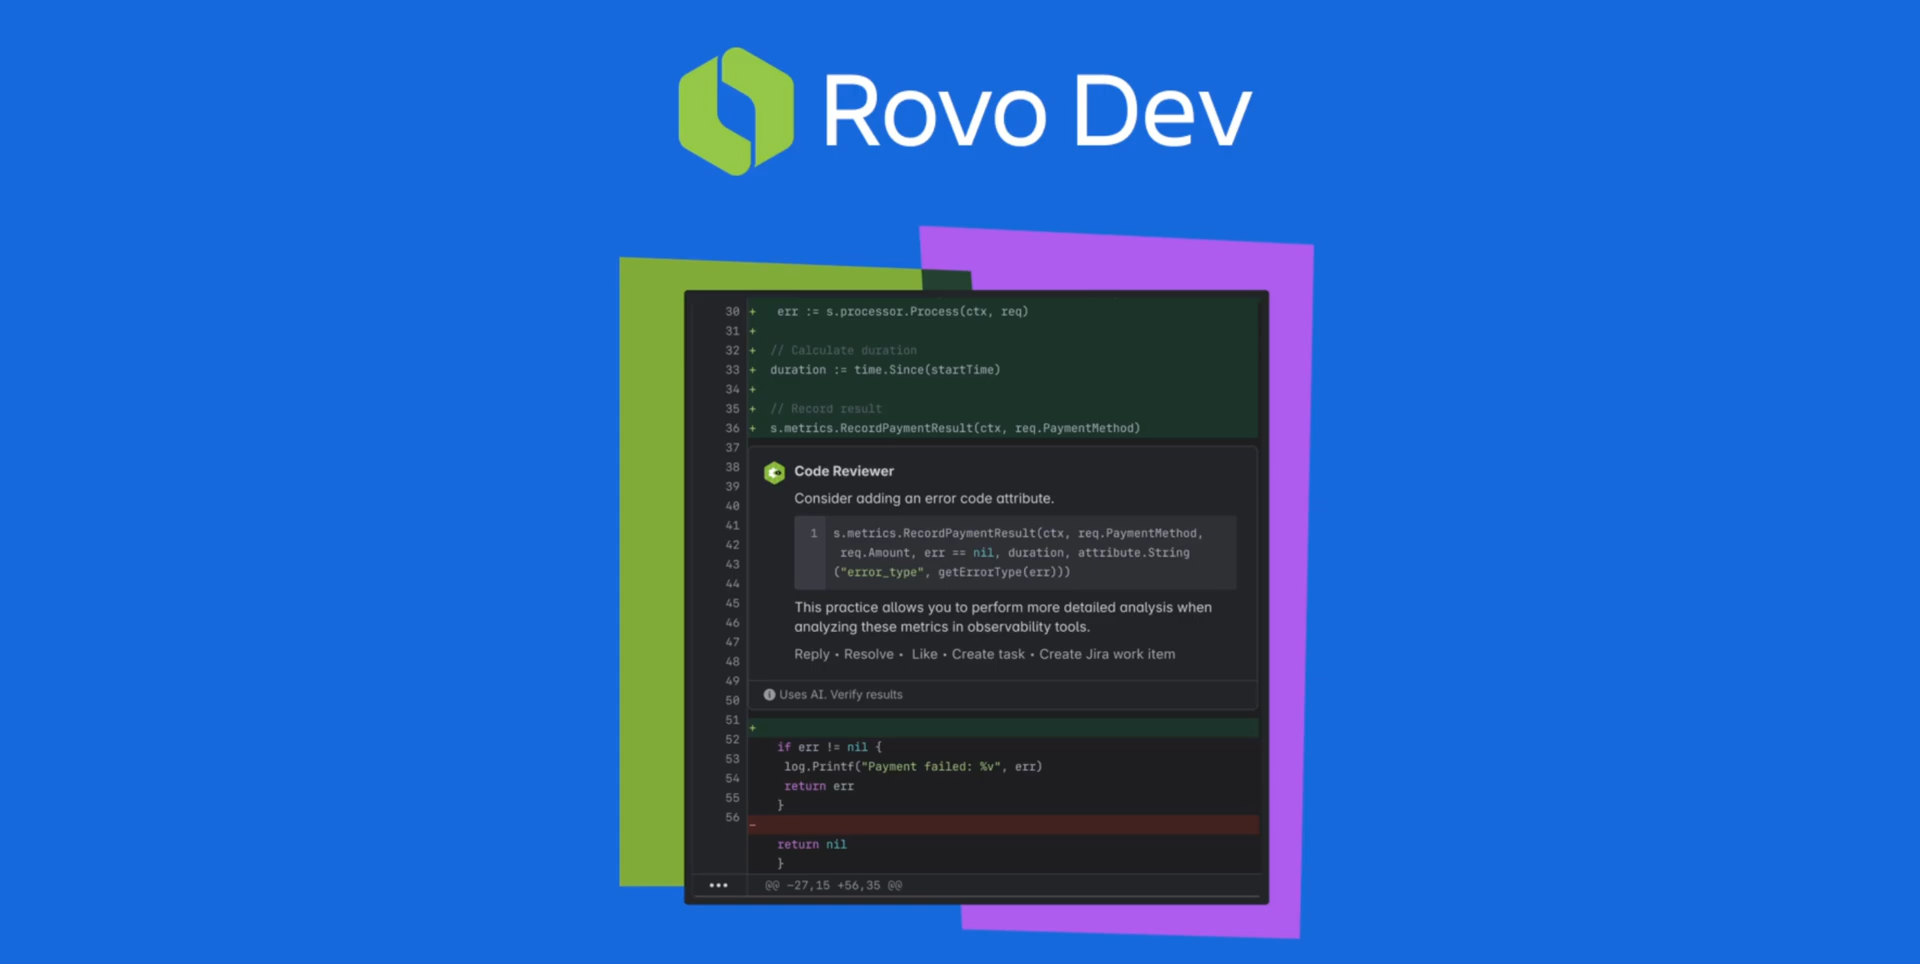 Rovo Dev
30 + err := s.processor.Process(ctx, req)
31 +
32 + // Calculate duration
33 + duration := time.Since(startTime)
34 +
35 + // Record result
36 + s.metrics.RecordPaymentResult(ctx, req.PaymentMethod)
37
38
39
40
41
42
43
44
45
46
47
48
49
50
51
52
53
54
55
56
Code Reviewer
Consider adding an error code attribute.
1 s.metrics.RecordPaymentResult(ctx, req.PaymentMethod,
req.Amount, err == nil, duration, attribute.String
("error_type", getErrorType(err)))
This practice allows you to perform more detailed analysis when
analyzing these metrics in observability tools.
Reply • Resolve • Like • Create task • Create Jira work item
Uses AI. Verify results
+
if err != nil {
log.Printf("Payment failed: %v", err)
return err
}
-
return nil
}
••• @@ -27,15 +56,35 @@